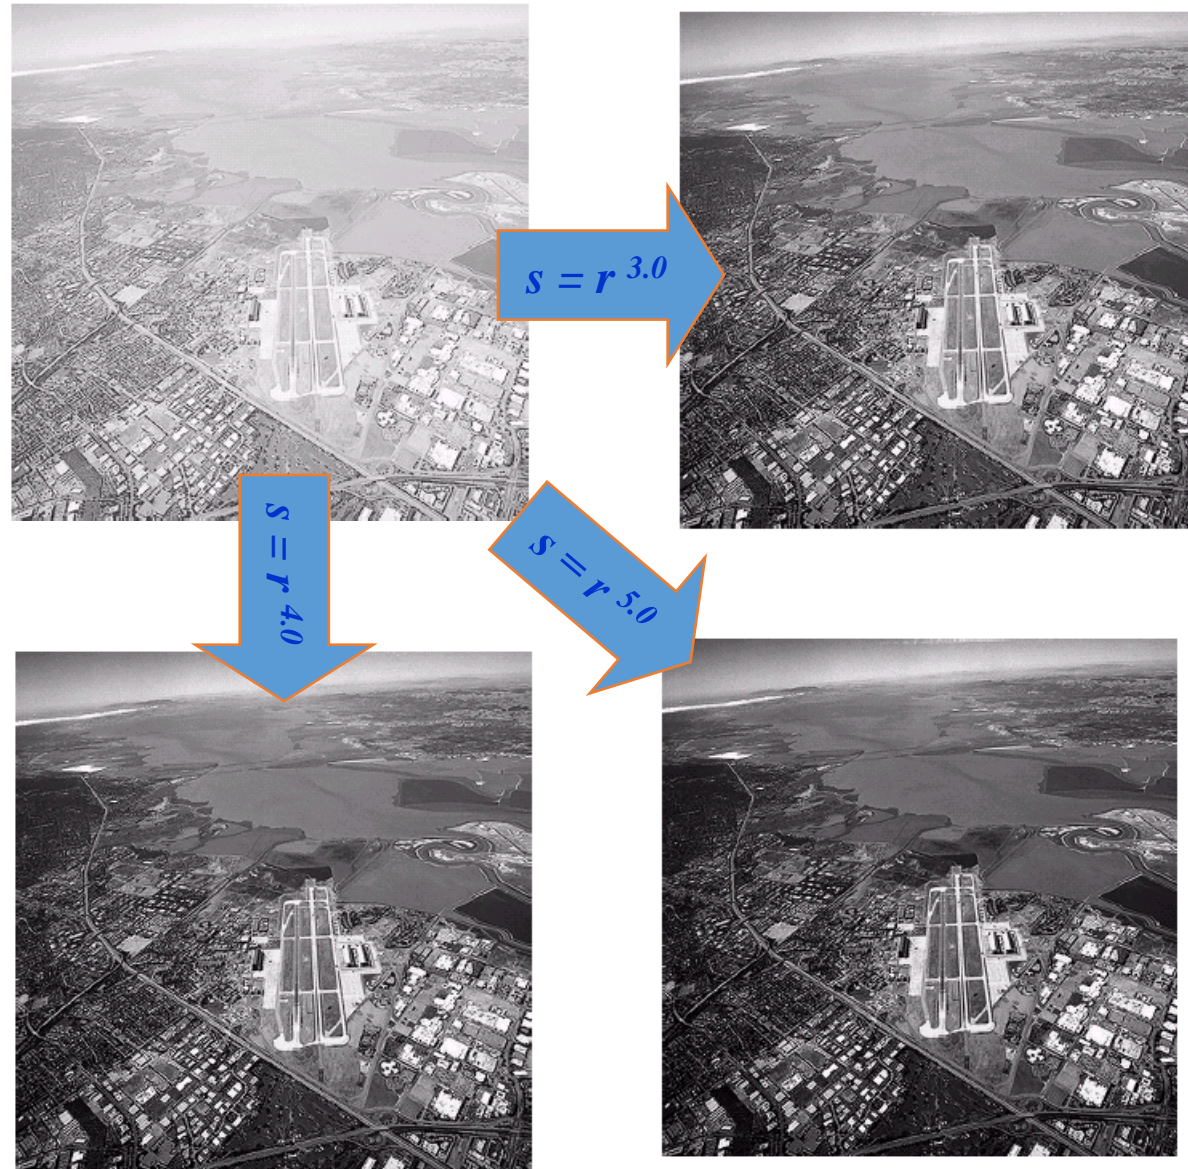 s = r 3.0
s = r 4.0
s = r 5.0